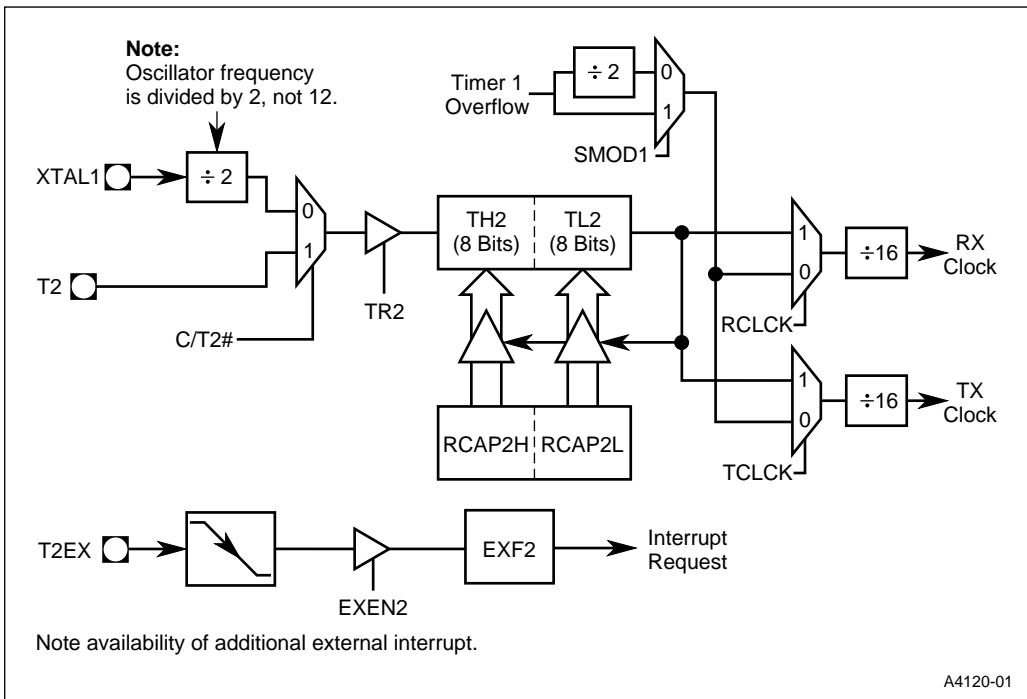 Note:
Oscillator frequency
is divided by 2, not 12.
XTAL1
÷ 2
0
1
T2
C/T2#
TR2
TH2
(8 Bits)
TL2
(8 Bits)
RCAP2H
RCAP2L
Timer 1
Overflow
÷ 2
0
1
SMOD1
1
0
RCLCK
÷16
RX
Clock
1
0
TCLCK
÷16
TX
Clock
T2EX
EXEN2
EXF2
Interrupt
Request
Note availability of additional external interrupt.
A4120-01